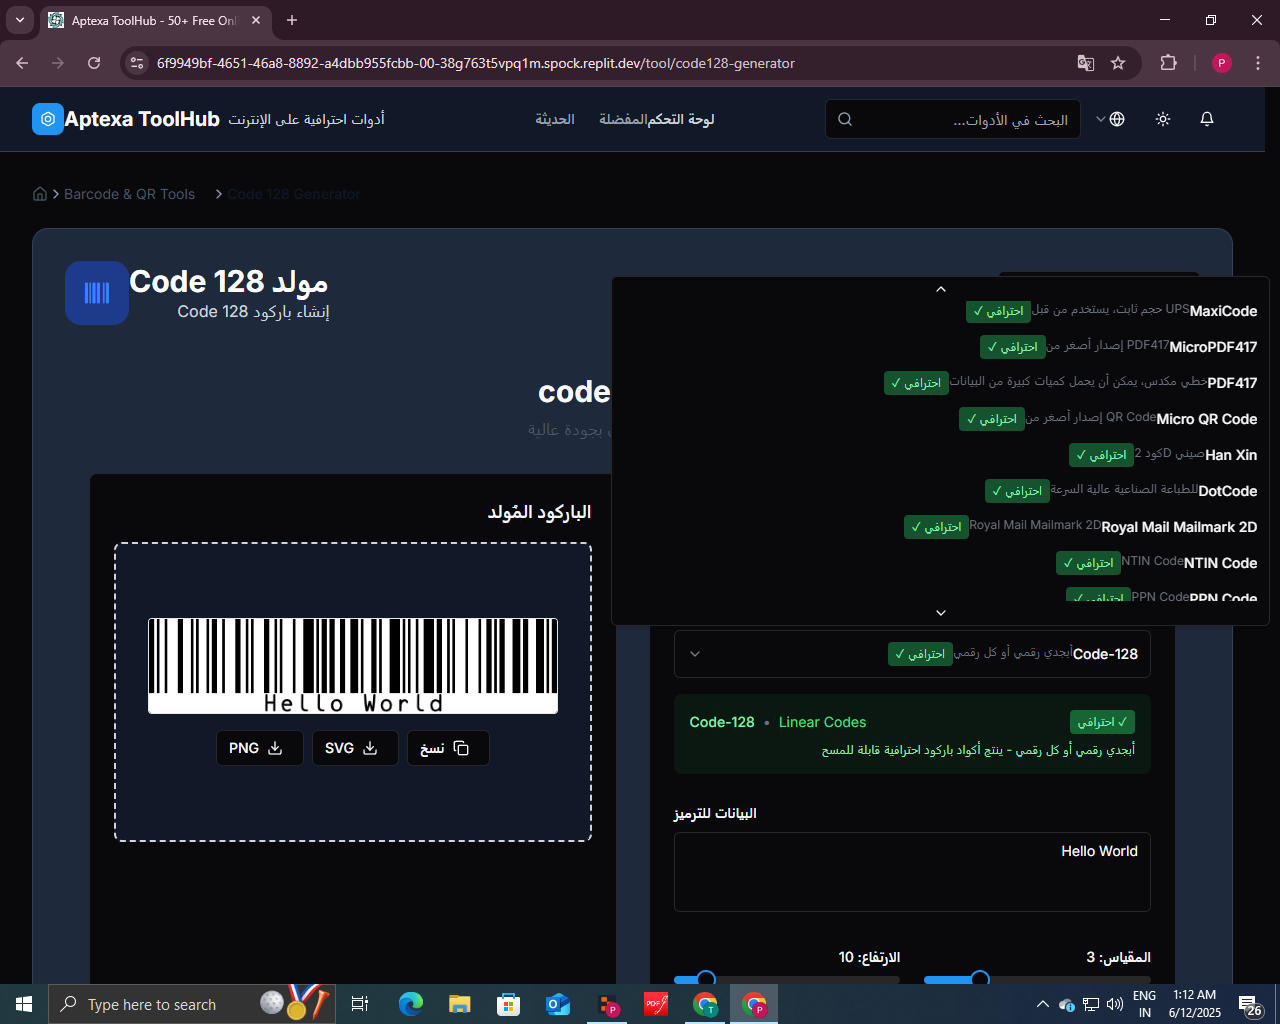 Aptexa ToolHub - 50+ Free Onl
6f9949bf-4651-46a8-8892-a4dbb955fcbb-00-38g763t5vpq1m.spock.replit.dev/tool/code128-generator
P
Aptexa ToolHub
أدوات احترافية على الإنترنت
الحديثة
المفضلة
لوحة التحكم
البحث في الأدوات...
Barcode & QR Tools
Code 128 Generator
مولد Code 128
إنشاء باركود Code 128
code
بجودة عالية
MaxiCode حجم ثابت، يستخدم من قبل UPS احترافي ✓
MicroPDF417 إصدار أصغر من PDF417 احترافي ✓
PDF417 خطي مكدس، يمكن أن يحمل كميات كبيرة من البيانات احترافي ✓
Micro QR Code إصدار أصغر من QR Code احترافي ✓
Han Xin كود 2D صيني احترافي ✓
DotCode للطباعة الصناعية عالية السرعة احترافي ✓
Royal Mail Mailmark 2D Royal Mail Mailmark 2D احترافي ✓
NTIN Code NTIN Code احترافي ✓
PPN Code PPN Code احترافي ✓
الباركود المُولد
Hello World
PNG
SVG
نسخ
Code-128 أبجدي رقمي أو كل رقمي احترافي ✓
Code-128 • Linear Codes
✓ احترافي
أبجدي رقمي أو كل رقمي - ينتج أكواد باركود احترافية قابلة للمسح
البيانات للترميز
Hello World
المقياس: 3
الارتفاع: 10
Type here to search
P
PDF
T
P
ENG
IN
1:12 AM
6/12/2025
26